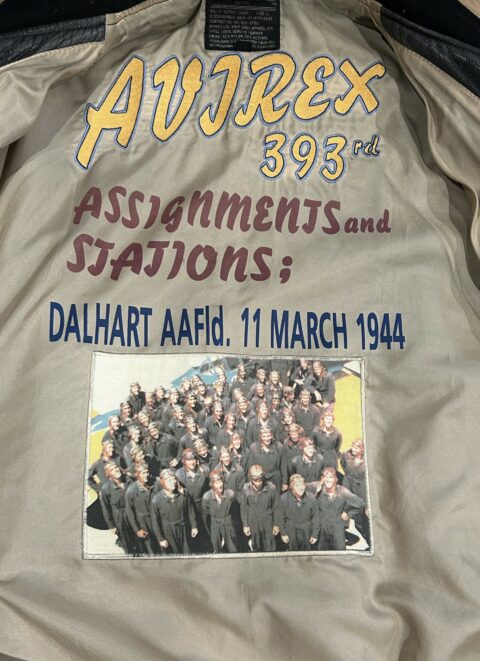 AVIREX
393rd
ASSIGNMENTS and
STATIONS;
DALHART AAFld. 11 MARCH 1944